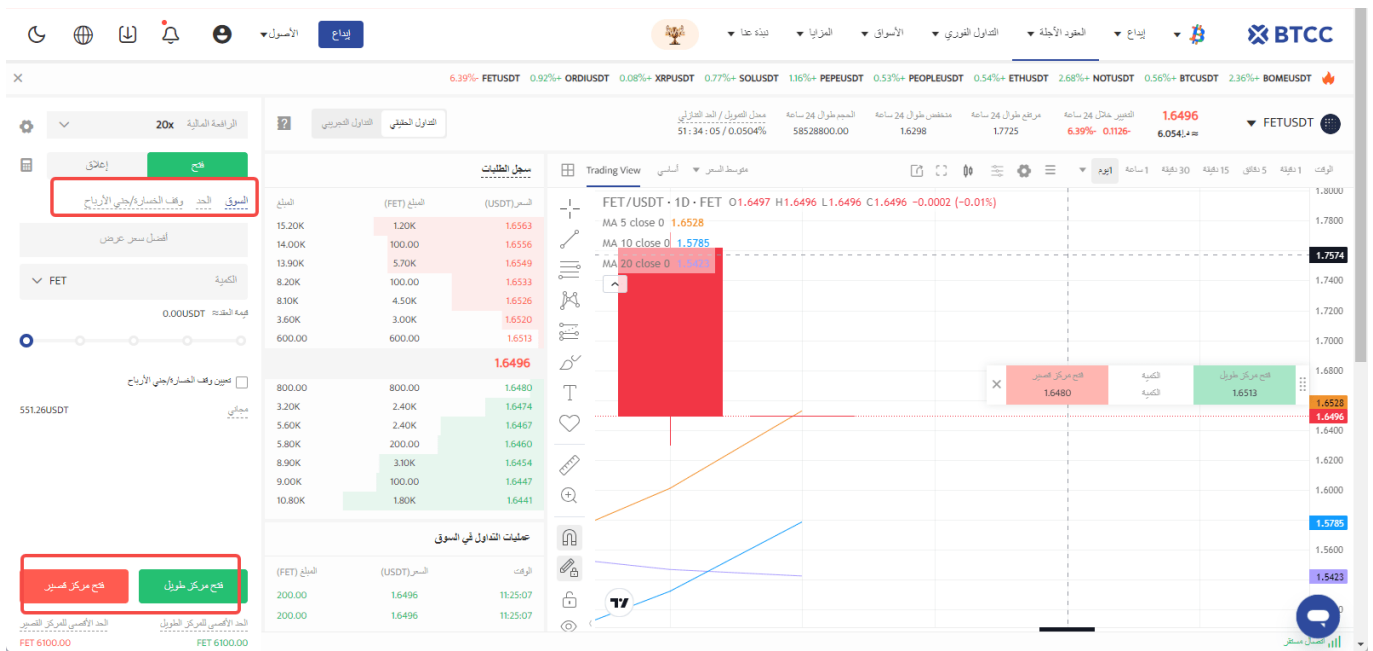 BTCC
إيداع
العقود الآجلة
التداول الفوري
الأسواق
المزايا
نبذة عنا
إيداع
الأصول
BOMEUSDT +2.36%
BTCUSDT +0.56%
NOTUSDT +2.68%
ETHUSDT +0.54%
PEOPLEUSDT +0.53%
PEPEUSDT +1.16%
SOLUSDT +0.77%
XRPUSDT +0.08%
ORDIUSDT +0.92%
FETUSDT -6.39%
FETUSDT
1.6496
6.054
التغيير خلال 24 ساعة
-0.1126 -6.39%
مرتفع طوال 24 ساعة
1.7725
منخفض طوال 24 ساعة
1.6298
الحجم طوال 24 ساعة
58528800.00
معدل التمويل / العد التنازلي
0.0504% / 51:34:05
التداول الحقيقي
التداول التجريبي
الرافعة المالية 20x
فتح
إغلاق
السوق الحد وقف الخسارة/جني الأرباح
أفضل سعر عرض
الكمية FET
قيمة العقد≈ 0.00USDT
تعيين وقف الخسارة/جني الأرباح
مجاني 551.26USDT
فتح مركز طويل
فتح مركز قصير
الحد الأقصى للمركز الطويل
الحد الأقصى للمركز القصير
FET 6100.00
FET 6100.00
سجل الطلبات
السعر(USDT) المبلغ (FET) المبلغ
1.6563 1.20K 15.20K
1.6556 100.00 14.00K
1.6549 5.70K 13.90K
1.6533 100.00 8.20K
1.6526 4.50K 8.10K
1.6520 3.00K 3.60K
1.6513 600.00 600.00
1.6496
1.6480 800.00 800.00
1.6474 2.40K 3.20K
1.6467 2.40K 5.60K
1.6460 200.00 5.80K
1.6454 3.10K 8.90K
1.6447 100.00 9.00K
1.6441 1.80K 10.80K
عمليات التداول في السوق
الوقت السعر(USDT) المبلغ (FET)
11:25:07 1.6496 200.00
11:25:07 1.6496 200.00
الوقت 1 دقيقة 5 دقائق 15 دقيقة 30 دقيقة 1 ساعة 1يوم
متوسط السعر أساسي Trading View
FET/USDT · 1D · FET O1.6497 H1.6496 L1.6496 C1.6496 −0.0002 (−0.01%)
MA 5 close 0 1.6528
MA 10 close 0 1.5785
MA 20 close 0 1.5423
1.8000
1.7800
1.7574
1.7400
1.7200
1.7000
1.6800
1.6528
1.6496
1.6400
1.6200
1.6000
1.5785
1.5600
1.5423
فتح مركز طويل
1.6513
الكمية
الكمية
فتح مركز قصير
1.6480
اتصال مستقر